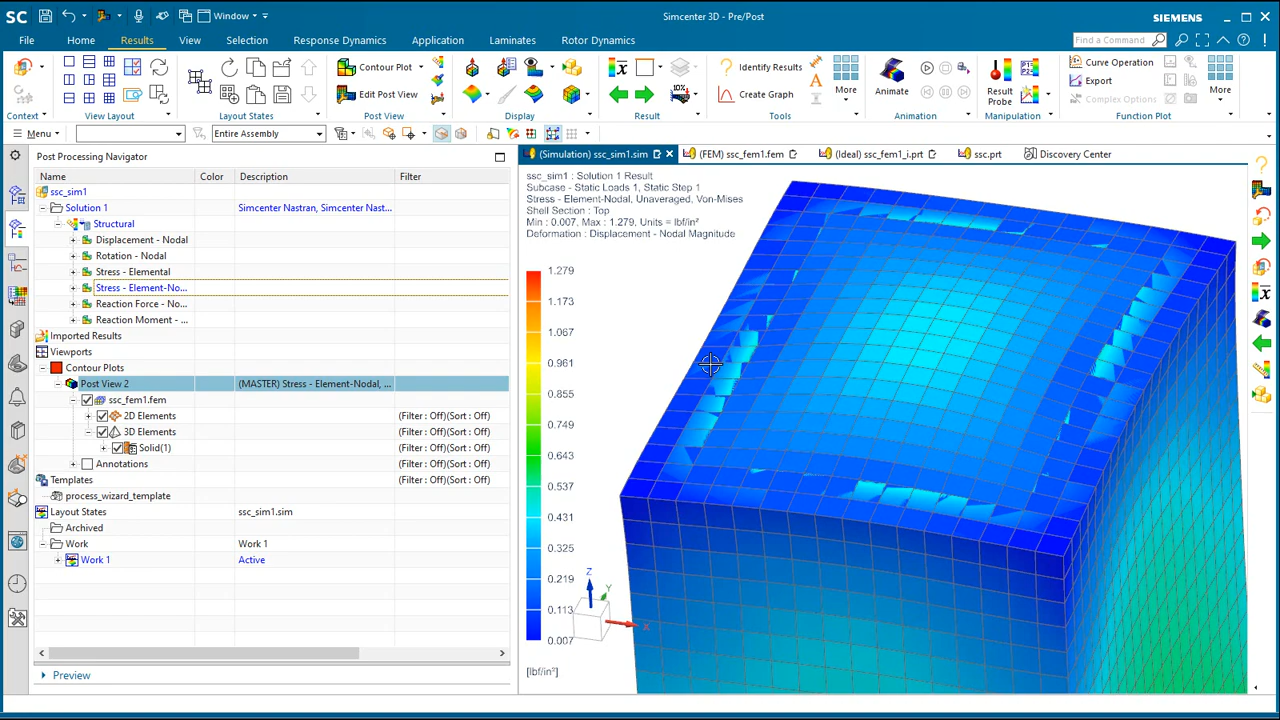 SC
Window
Simcenter 3D - Pre/Post
SIEMENS
File
Home
Results
View
Selection
Response Dynamics
Application
Laminates
Rotor Dynamics
Find a Command
Contour Plot
Edit Post View
Identify Results
Create Graph
More
Animate
Result
Probe
Curve Operation
Export
Complex Options
More
Context
View Layout
Layout States
Post View
Display
Result
Tools
Animation
Manipulation
Function Plot
Menu
Entire Assembly
Post Processing Navigator
(Simulation) ssc_sim1.sim
(FEM) ssc_fem1.fem
(Ideal) ssc_fem1_i.prt
ssc.prt
Discovery Center
Name
Color
Description
Filter
ssc_sim1
Solution 1
Simcenter Nastran, Simcenter Nast...
Structural
Displacement - Nodal
Rotation - Nodal
Stress - Elemental
Stress - Element-No...
Reaction Force - No...
Reaction Moment - ...
Imported Results
Viewports
Contour Plots
Post View 2
(MASTER) Stress - Element-Nodal, ...
ssc_fem1.fem
2D Elements
(Filter : Off)(Sort : Off)
3D Elements
(Filter : Off)(Sort : Off)
Solid(1)
(Filter : Off)(Sort : Off)
Annotations
(Filter : Off)(Sort : Off)
Templates
(Filter : Off)(Sort : Off)
process_wizard_template
Layout States
ssc_sim1.sim
Archived
Work
Work 1
Work 1
Active
Preview
ssc_sim1 : Solution 1 Result
Subcase - Static Loads 1, Static Step 1
Stress - Element-Nodal, Unaveraged, Von-Mises
Shell Section : Top
Min : 0.007, Max : 1.279, Units = lbf/in²
Deformation : Displacement - Nodal Magnitude
1.279
1.173
1.067
0.961
0.855
0.749
0.643
0.537
0.431
0.325
0.219
0.113
0.007
[lbf/in²]
Z
Y
X